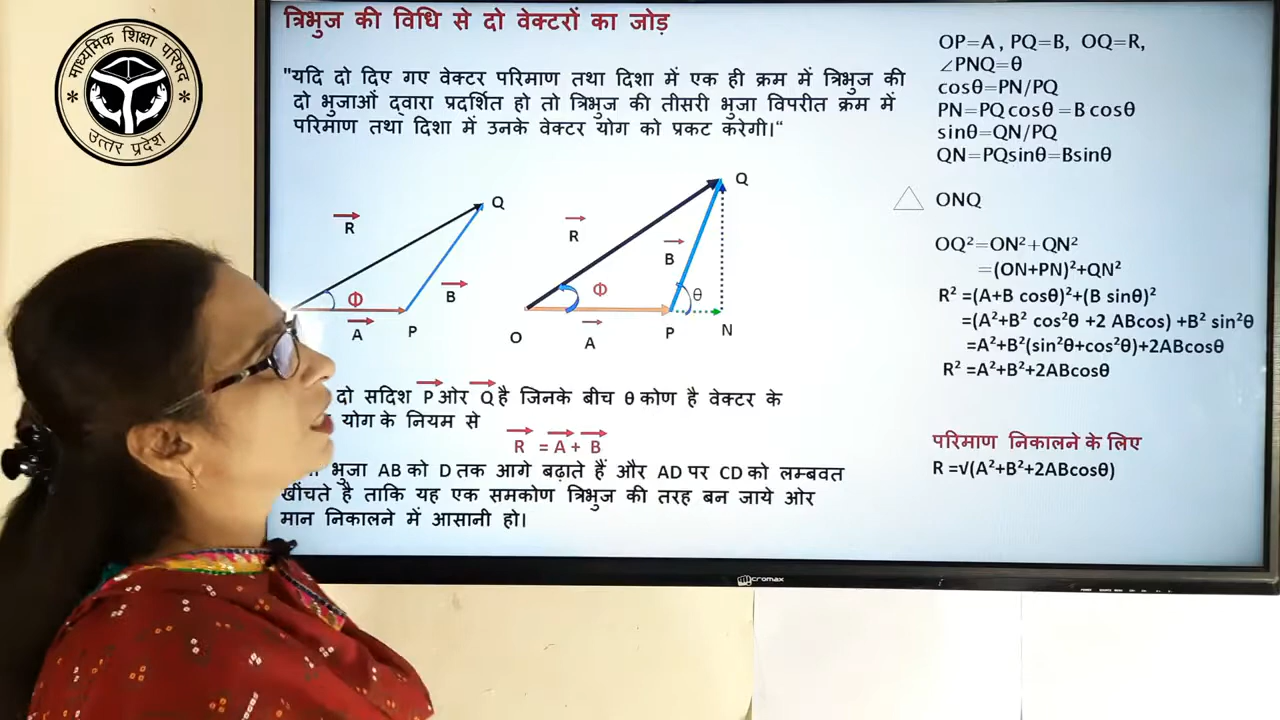 माध्यमिक शिक्षा परिषद
उत्तर प्रदेश
त्रिभुज की विधि से दो वेक्टरों का जोड़
"यदि दो दिए गए वेक्टर परिमाण तथा दिशा में एक ही क्रम में त्रिभुज की
दो भुजाओं द्वारा प्रदर्शित हो तो त्रिभुज की तीसरी भुजा विपरीत क्रम में
परिमाण तथा दिशा में उनके वेक्टर योग को प्रकट करेगी।"
Q
R
Φ
B
A
P
Q
R
B
Φ
θ
O
A
P
N
दो सदिश P ओर Q है जिनके बीच θ कोण है वेक्टर के
योग के नियम से
R = A + B
भुजा AB को D तक आगे बढ़ाते हैं और AD पर CD को लम्बवत
खींचते है ताकि यह एक समकोण त्रिभुज की तरह बन जाये ओर
मान निकालने में आसानी हो।
OP=A , PQ=B, OQ=R,
∠PNQ=θ
cosθ=PN/PQ
PN=PQ cosθ =B cosθ
sinθ=QN/PQ
QN=PQsinθ=Bsinθ
△ ONQ
OQ²=ON²+QN²
=(ON+PN)²+QN²
R² =(A+B cosθ)²+(B sinθ)²
=(A²+B² cos²θ +2 ABcos) +B² sin²θ
=A²+B²(sin²θ+cos²θ)+2ABcosθ
R² =A²+B²+2ABcosθ
परिमाण निकालने के लिए
R =√(A²+B²+2ABcosθ)
cromax